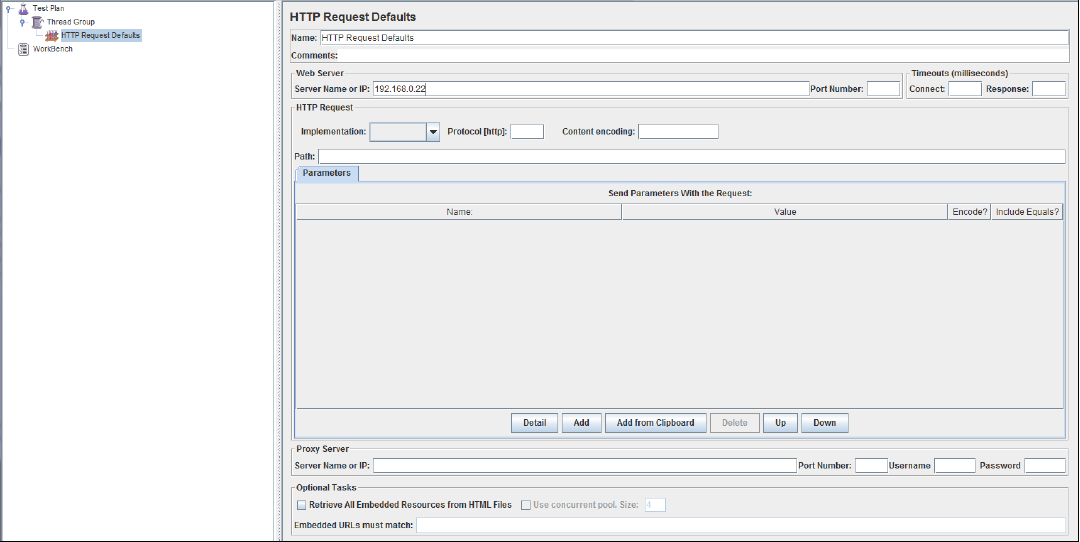 Test Plan
Thread Group
HTTP Request Defaults
WorkBench
HTTP Request Defaults
Name: HTTP Request Defaults
Comments:
Web Server
Timeouts (milliseconds)
Server Name or IP: 192.168.0.22 Port Number:
Connect: Response:
HTTP Request
Implementation: Protocol [http]: Content encoding:
Path:
Parameters
Send Parameters With the Request:
Name: Value Encode? Include Equals?
Detail Add Add from Clipboard Delete Up Down
Proxy Server
Server Name or IP: Port Number: Username Password
Optional Tasks
Retrieve All Embedded Resources from HTML Files Use concurrent pool. Size: 4
Embedded URLs must match: